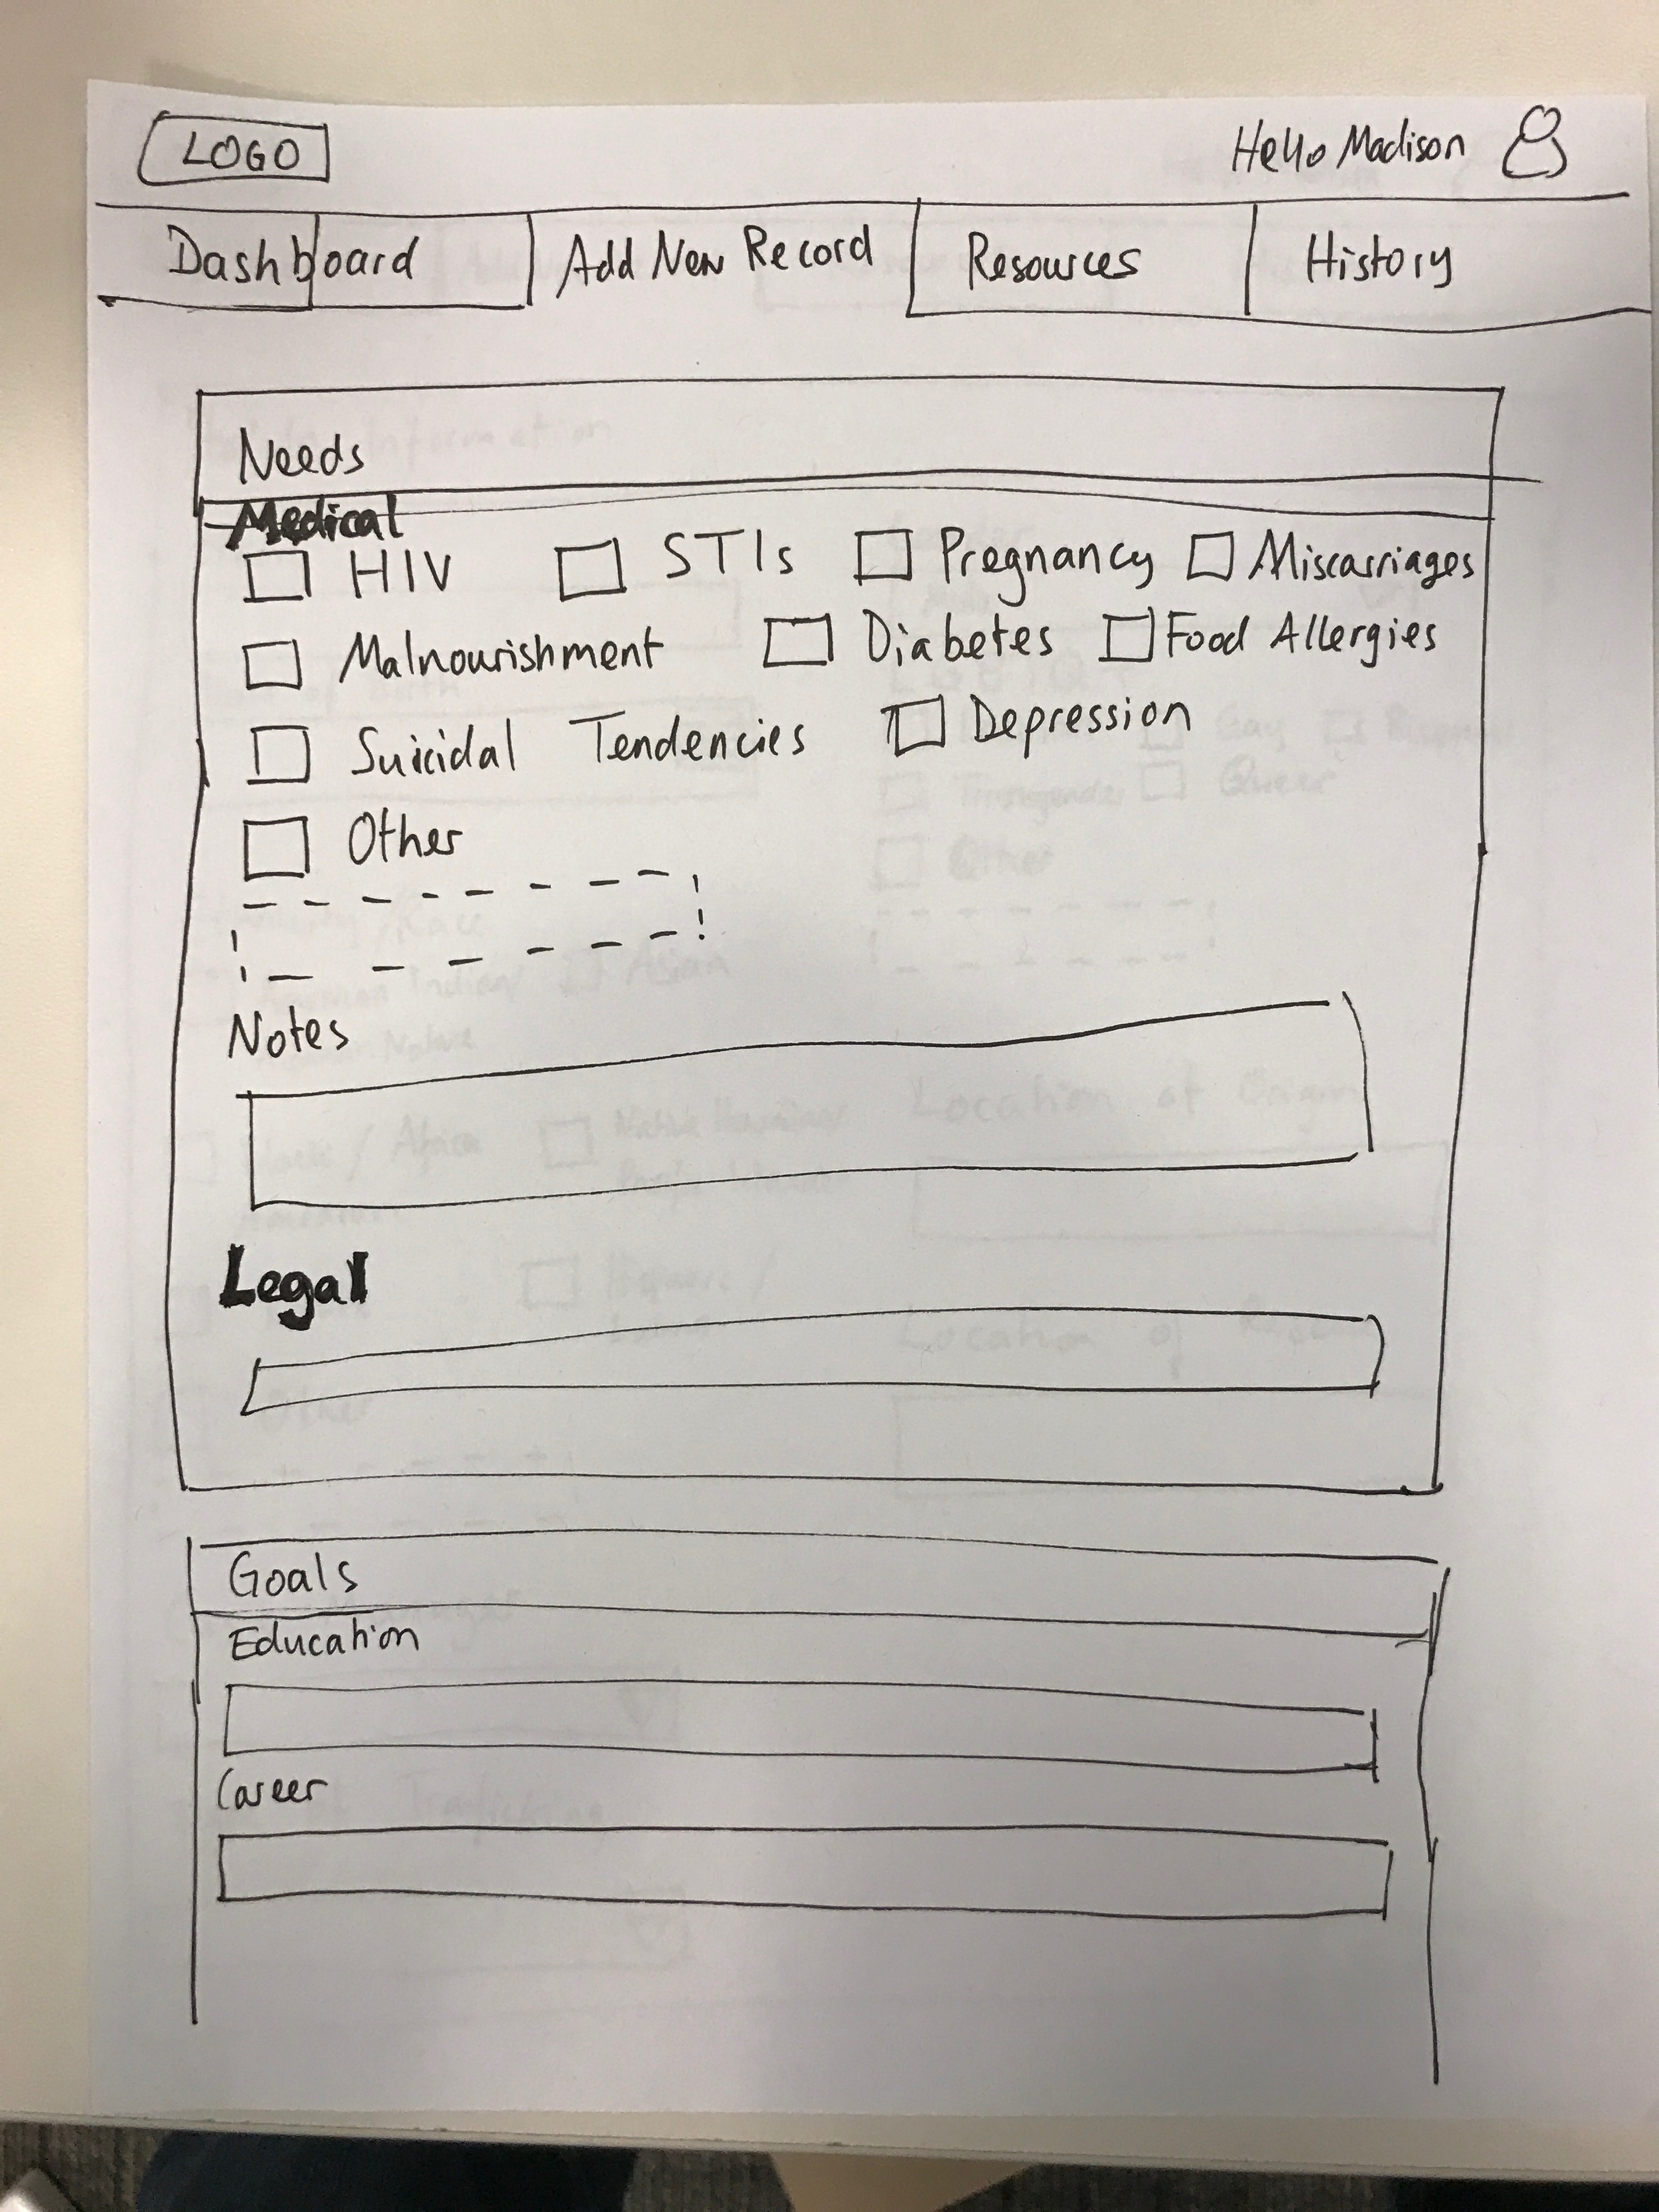 LOGO Hello Madison
Dashboard Add New Record Resources History
Needs
Medical
HIV STIs Pregnancy Miscarriages
Malnourishment Diabetes Food Allergies
Suicidal Tendencies Depression
Other
Notes
Legal
Goals
Education
Career